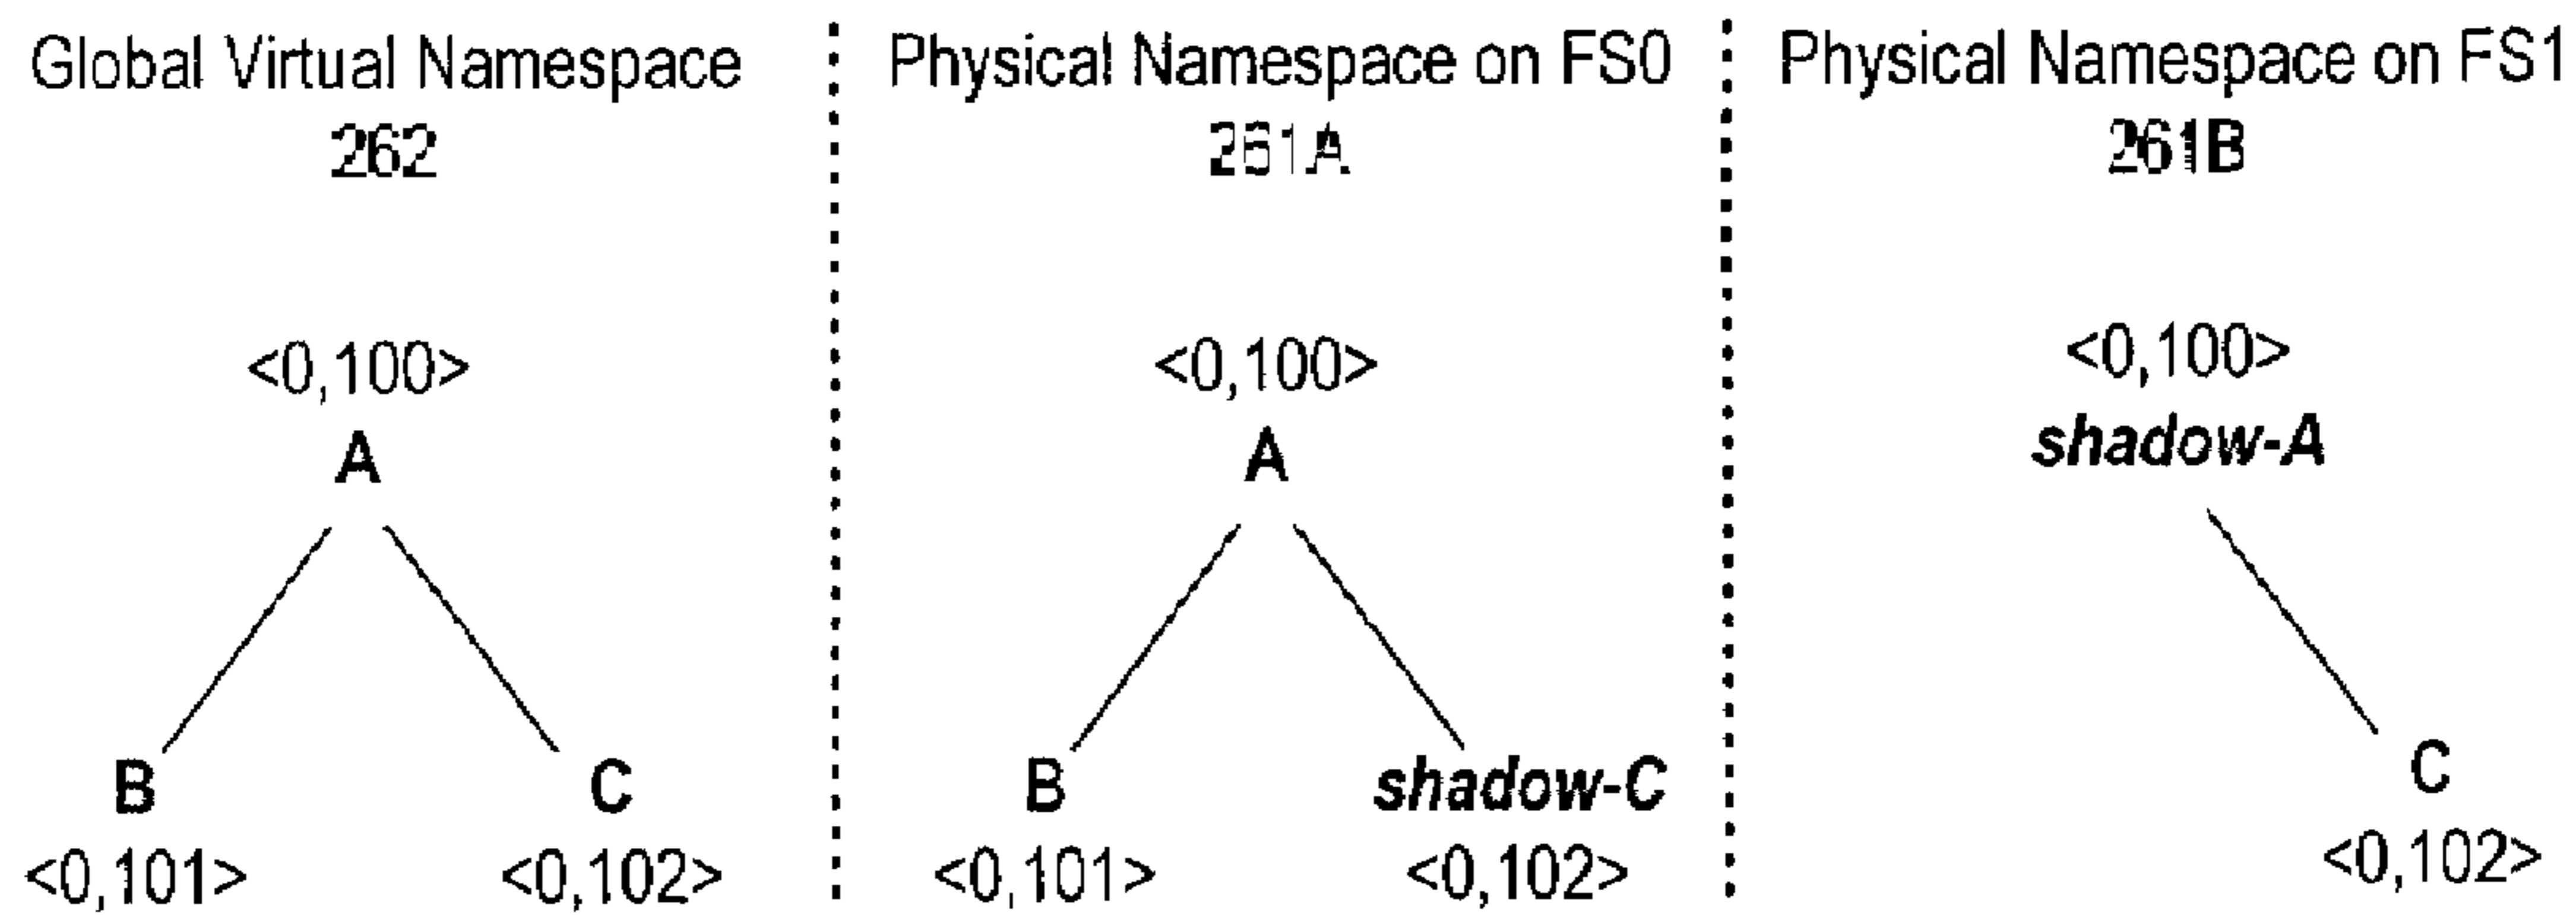 Global Virtual Namespace
262
<0,100>
A
B
C
<0,101>
<0,102>
Physical Namespace on FS0
261A
<0,100>
A
B
shadow-C
<0,101>
<0,102>
Physical Namespace on FS1
261B
<0,100>
shadow-A
C
<0,102>